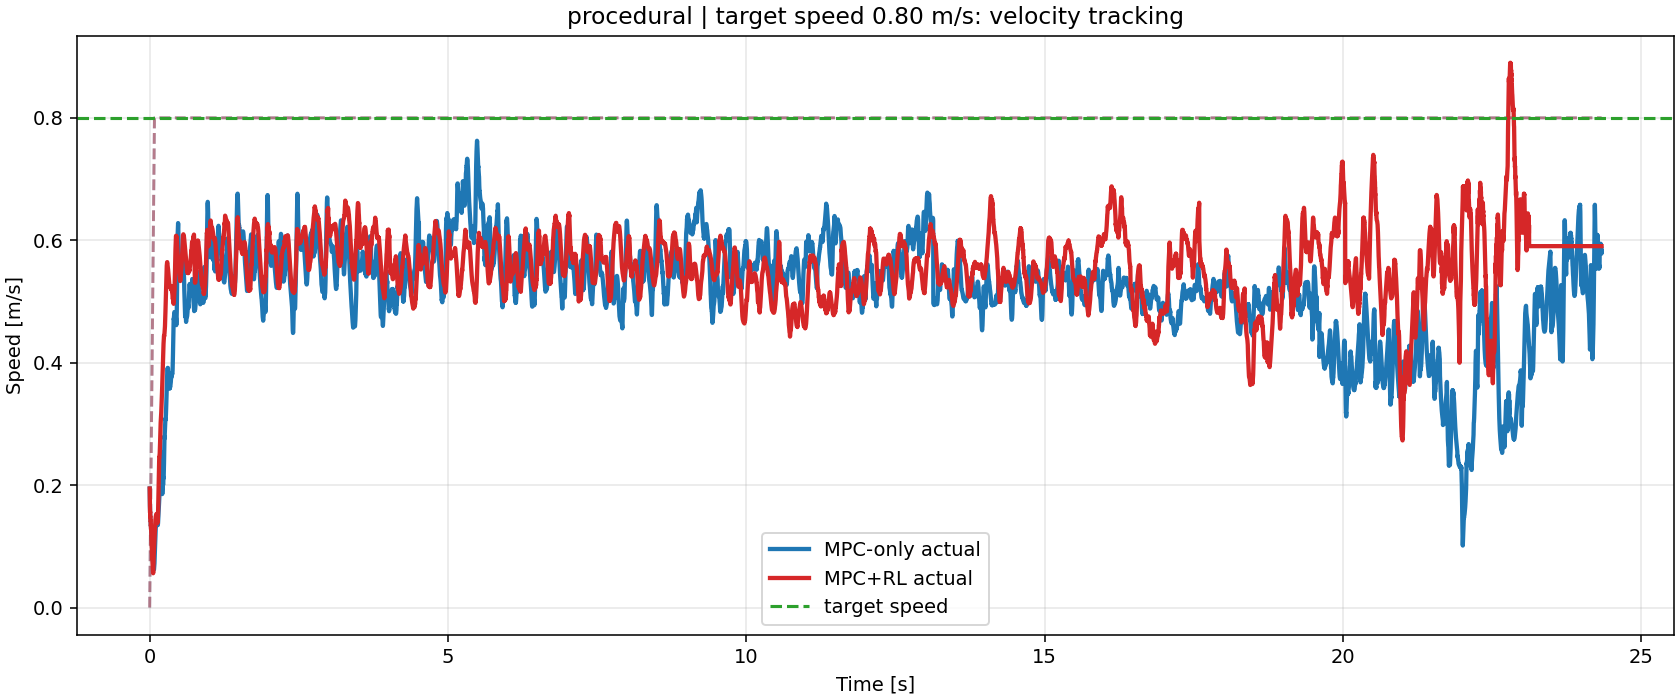 procedural | target speed 0.80 m/s: velocity tracking
Speed [m/s]
0.8
0.6
0.4
0.2
0.0
MPC-only actual
MPC+RL actual
target speed
0 5 10 15 20 25
Time [s]